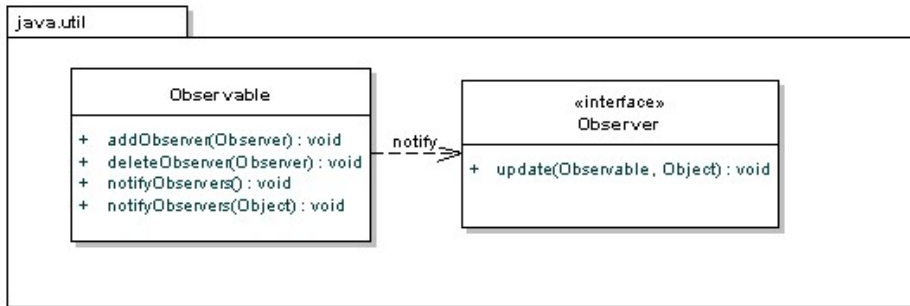 java.util
Observable
+ addObserver(Observer) : void
+ deleteObserver(Observer) : void
+ notifyObservers() : void
+ notifyObservers(Object) : void
notify
«interface»
Observer
+ update(Observable, Object) : void